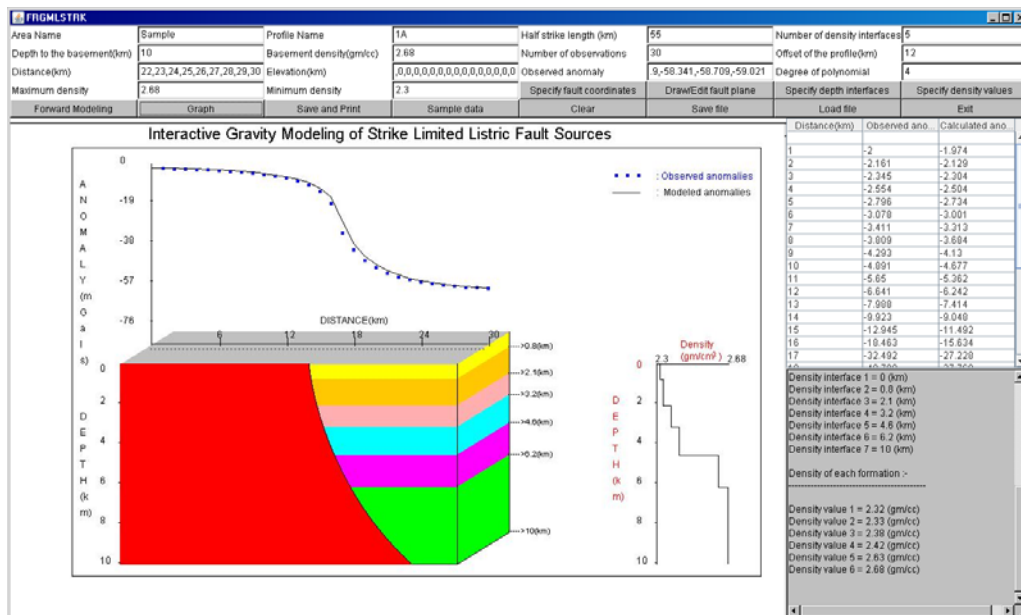 FRGMLSTRK
Area Name Sample Profile Name 1A Half strike length (km) 55 Number of density interfaces 5
Depth to the basement(km) 10 Basement density(gm/cc) 2.68 Number of observations 30 Offset of the profile(km) 12
Distance(km) 22,23,24,25,26,27,28,29,30 Elevation(km) ,0,0,0,0,0,0,0,0,0,0,0,0,0,0,0 Observed anomaly .9,-58.341,-58.709,-59.021 Degree of polynomial 4
Maximum density 2.68 Minimum density 2.3 Specify fault coordinates Draw/Edit fault plane Specify depth interfaces Specify density values
Forward Modeling Graph Save and Print Sample data Clear Save file Load file Exit
Interactive Gravity Modeling of Strike Limited Listric Fault Sources
: Observed anomalies
: Modeled anomalies
ANOMALY(mGals)
0
-19
-38
-57
-76
DISTANCE(km)
6 12 18 24 30
DEPTH(km)
0
2
4
6
8
10
>0.8(km)
>2.1(km)
>3.2(km)
>6.2(km)
>10(km)
Density
(gm/cm3)
2.3 2.68
DEPTH(km)
0
2
4
6
8
10
Distance(km) Observed ano... Calculated ano...
1 -2 -1.974
2 -2.161 -2.129
3 -2.345 -2.304
4 -2.554 -2.504
5 -2.796 -2.734
6 -3.078 -3.001
7 -3.411 -3.313
8 -3.809 -3.684
9 -4.293 -4.13
10 -4.891 -4.677
11 -5.65 -5.362
12 -6.641 -6.242
13 -7.988 -7.414
14 -9.923 -9.048
15 -12.945 -11.492
16 -18.463 -15.634
17 -32.492 -27.228
Density interface 1 = 0 (km)
Density interface 2 = 0.8 (km)
Density interface 3 = 2.1 (km)
Density interface 4 = 3.2 (km)
Density interface 5 = 4.6 (km)
Density interface 6 = 6.2 (km)
Density interface 7 = 10 (km)
Density of each formation :-
Density value 1 = 2.32 (gm/cc)
Density value 2 = 2.33 (gm/cc)
Density value 3 = 2.38 (gm/cc)
Density value 4 = 2.42 (gm/cc)
Density value 5 = 2.63 (gm/cc)
Density value 6 = 2.68 (gm/cc)